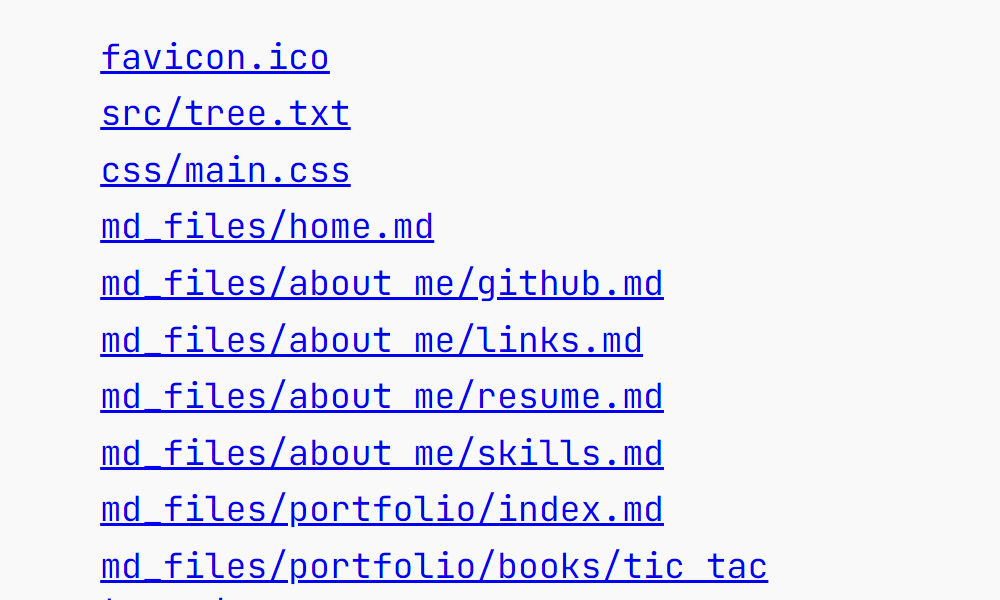 favicon.ico
src/tree.txt
css/main.css
md_files/home.md
md_files/about me/github.md
md_files/about me/links.md
md_files/about me/resume.md
md_files/about me/skills.md
md_files/portfolio/index.md
md_files/portfolio/books/tic tac